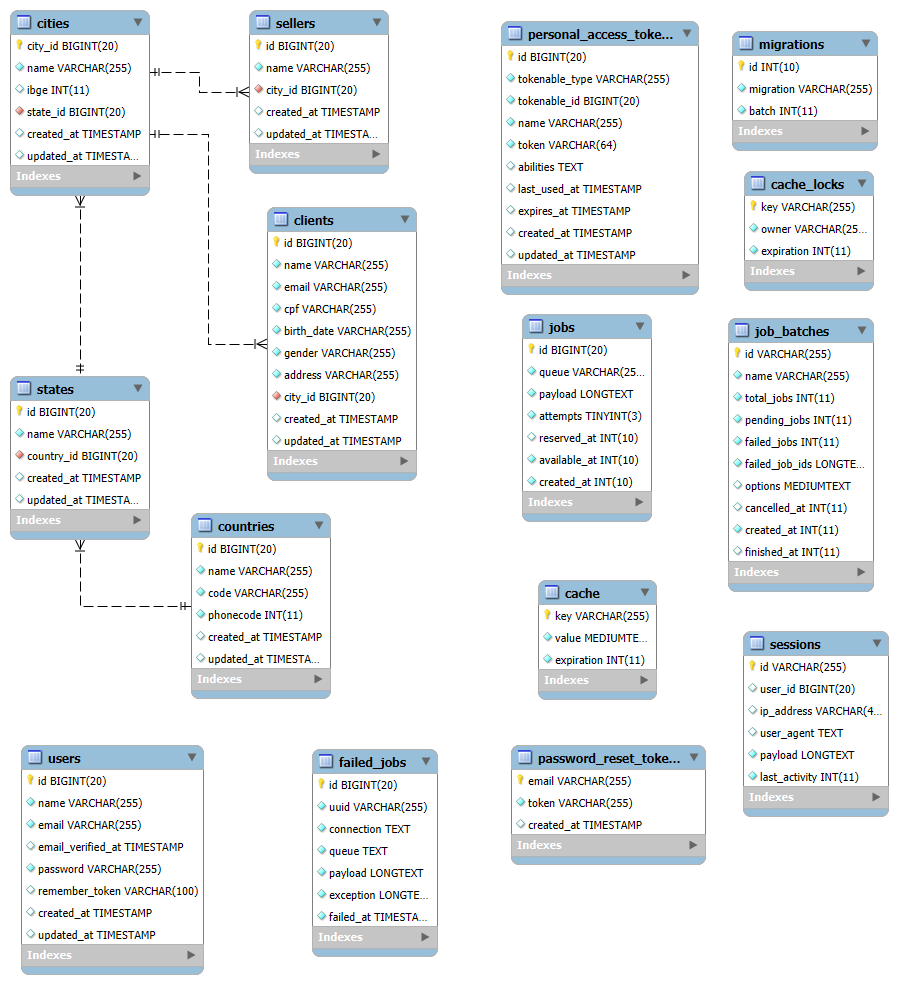 cities
city_id BIGINT(20)
name VARCHAR(255)
ibge INT(11)
state_id BIGINT(20)
created_at TIMESTAMP
updated_at TIMESTA...
Indexes
sellers
id BIGINT(20)
name VARCHAR(255)
city_id BIGINT(20)
created_at TIMESTAMP
updated_at TIMESTA...
Indexes
clients
id BIGINT(20)
name VARCHAR(255)
email VARCHAR(255)
cpf VARCHAR(255)
birth_date VARCHAR(255)
gender VARCHAR(255)
address VARCHAR(255)
city_id BIGINT(20)
created_at TIMESTAMP
updated_at TIMESTAMP
Indexes
states
id BIGINT(20)
name VARCHAR(255)
country_id BIGINT(20)
created_at TIMESTAMP
updated_at TIMESTA...
Indexes
countries
id BIGINT(20)
name VARCHAR(255)
code VARCHAR(255)
phonecode INT(11)
created_at TIMESTAMP
updated_at TIMESTA...
Indexes
users
id BIGINT(20)
name VARCHAR(255)
email VARCHAR(255)
email_verified_at TIMESTAMP
password VARCHAR(255)
remember_token VARCHAR(100)
created_at TIMESTAMP
updated_at TIMESTAMP
Indexes
failed_jobs
id BIGINT(20)
uuid VARCHAR(255)
connection TEXT
queue TEXT
payload LONGTEXT
exception LONGTE...
failed_at TIMESTA...
Indexes
personal_access_toke...
id BIGINT(20)
tokenable_type VARCHAR(255)
tokenable_id BIGINT(20)
name VARCHAR(255)
token VARCHAR(64)
abilities TEXT
last_used_at TIMESTAMP
expires_at TIMESTAMP
created_at TIMESTAMP
updated_at TIMESTAMP
Indexes
migrations
id INT(10)
migration VARCHAR(255)
batch INT(11)
Indexes
cache_locks
key VARCHAR(255)
owner VARCHAR(25...
expiration INT(11)
Indexes
jobs
id BIGINT(20)
queue VARCHAR(25...
payload LONGTEXT
attempts TINYINT(3)
reserved_at INT(10)
available_at INT(10)
created_at INT(10)
Indexes
job_batches
id VARCHAR(255)
name VARCHAR(255)
total_jobs INT(11)
pending_jobs INT(11)
failed_jobs INT(11)
failed_job_ids LONGTE...
options MEDIUMTEXT
cancelled_at INT(11)
created_at INT(11)
finished_at INT(11)
Indexes
cache
key VARCHAR(255)
value MEDIUMTE...
expiration INT(11)
Indexes
sessions
id VARCHAR(255)
user_id BIGINT(20)
ip_address VARCHAR(4...
user_agent TEXT
payload LONGTEXT
last_activity INT(11)
Indexes
password_reset_toke...
email VARCHAR(255)
token VARCHAR(255)
created_at TIMESTAMP
Indexes